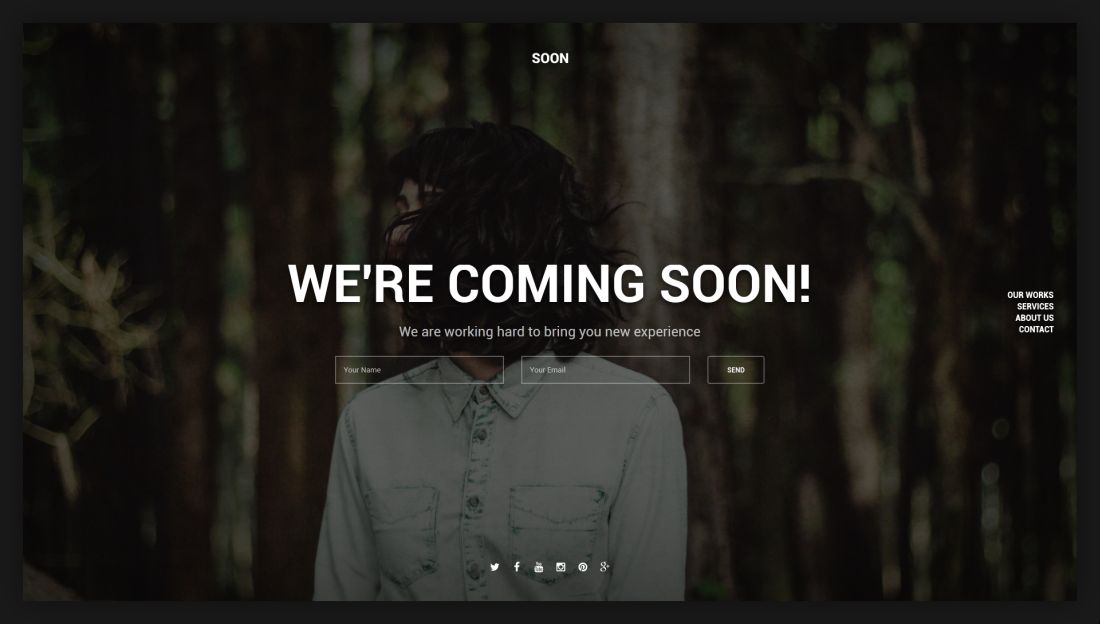 SOON
WE'RE COMING SOON!
We are working hard to bring you new experience
Your Name
Your Email
SEND
OUR WORKS
SERVICES
ABOUT US
CONTACT